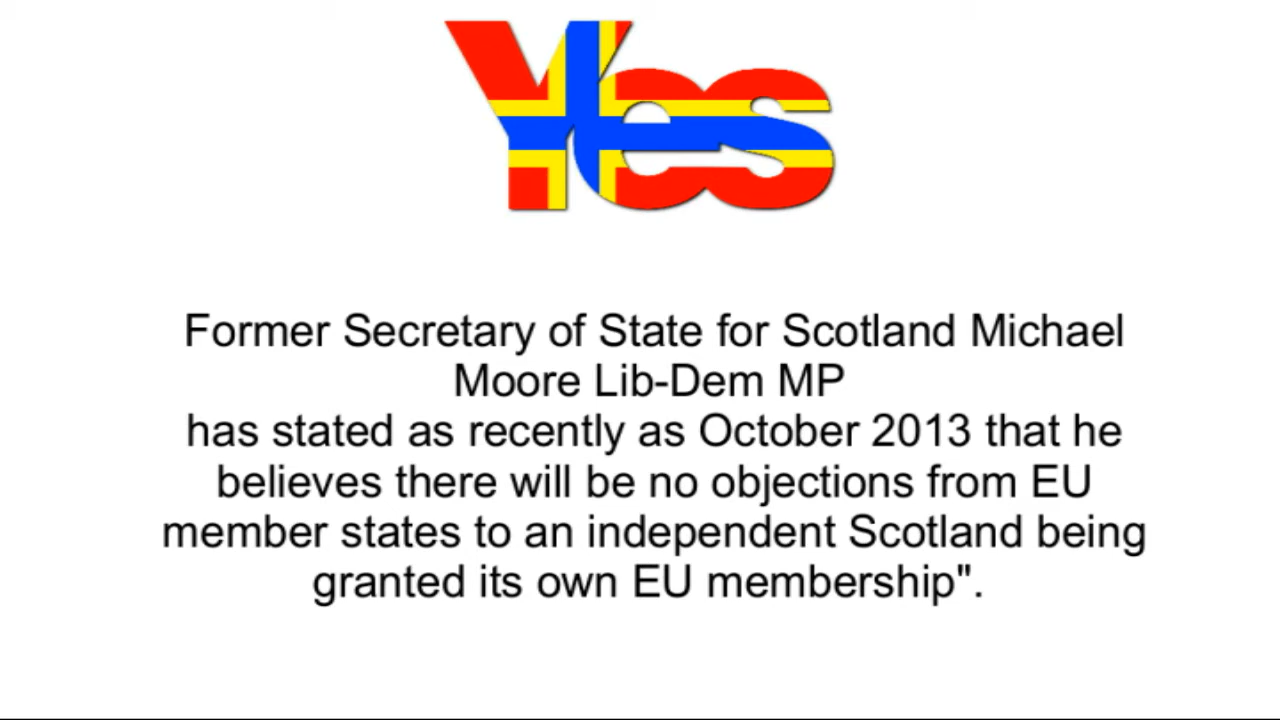 Yes
Former Secretary of State for Scotland Michael
Moore Lib-Dem MP
has stated as recently as October 2013 that he
believes there will be no objections from EU
member states to an independent Scotland being
granted its own EU membership".